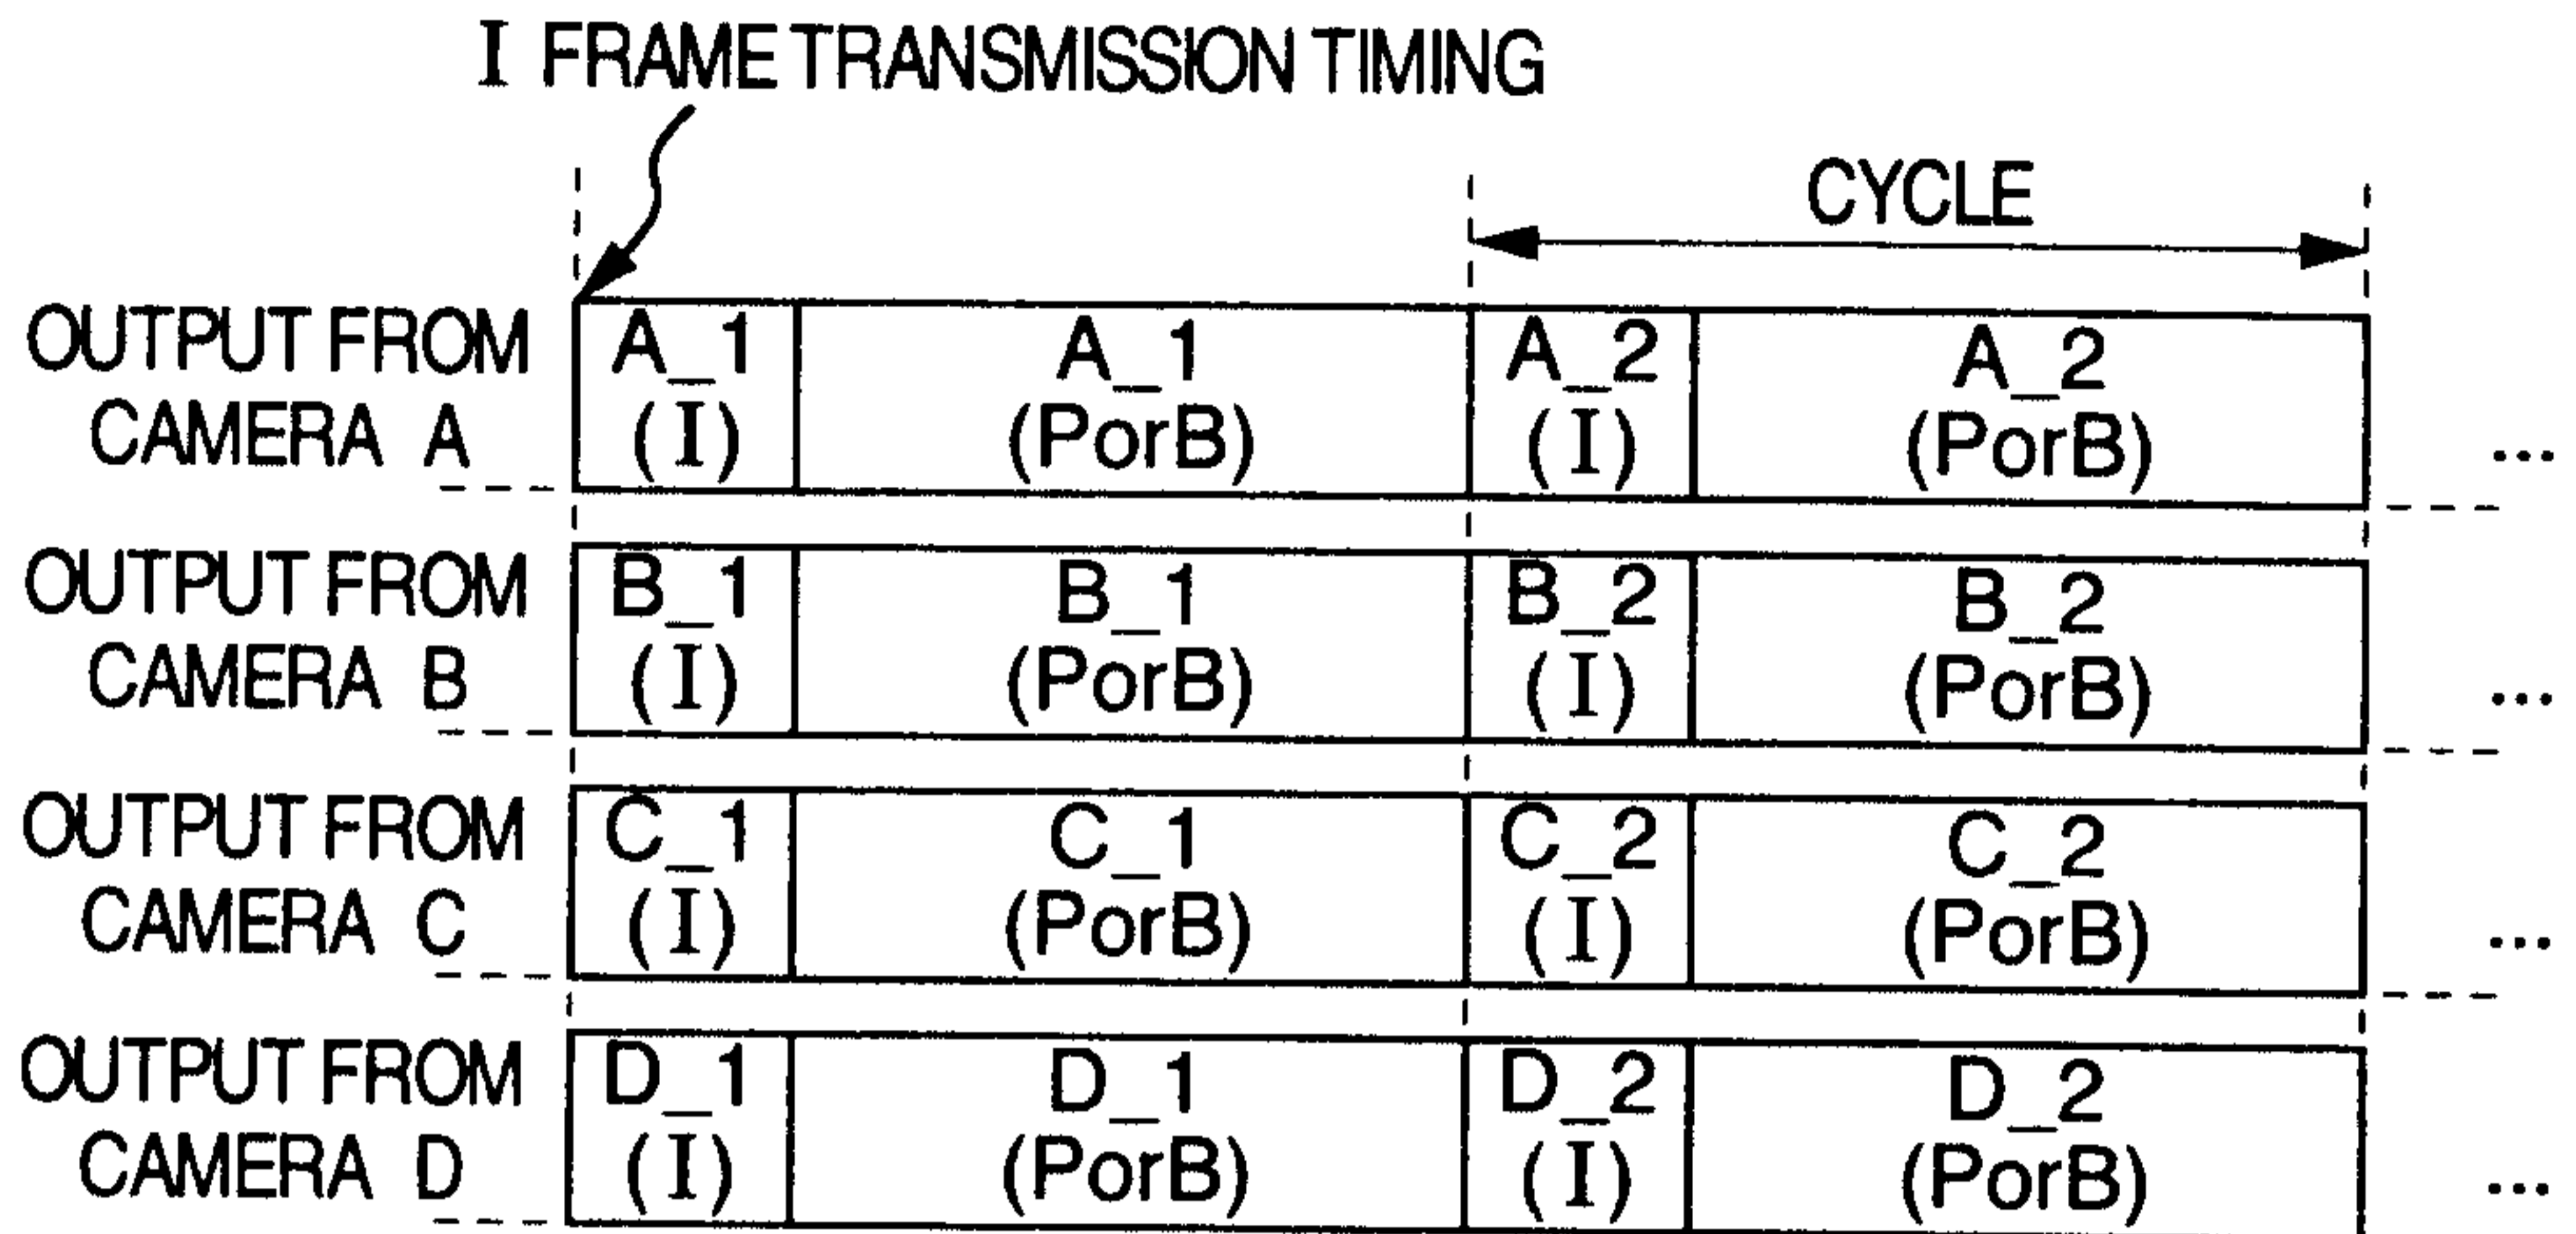 I FRAME TRANSMISSION TIMING
CYCLE
OUTPUT FROM
CAMERA A
A_1
(I)
A_1
(PorB)
A_2
(I)
A_2
(PorB)
...
OUTPUT FROM
CAMERA B
B_1
(I)
B_1
(PorB)
B_2
(I)
B_2
(PorB)
...
OUTPUT FROM
CAMERA C
C_1
(I)
C_1
(PorB)
C_2
(I)
C_2
(PorB)
...
OUTPUT FROM
CAMERA D
D_1
(I)
D_1
(PorB)
D_2
(I)
D_2
(PorB)
...